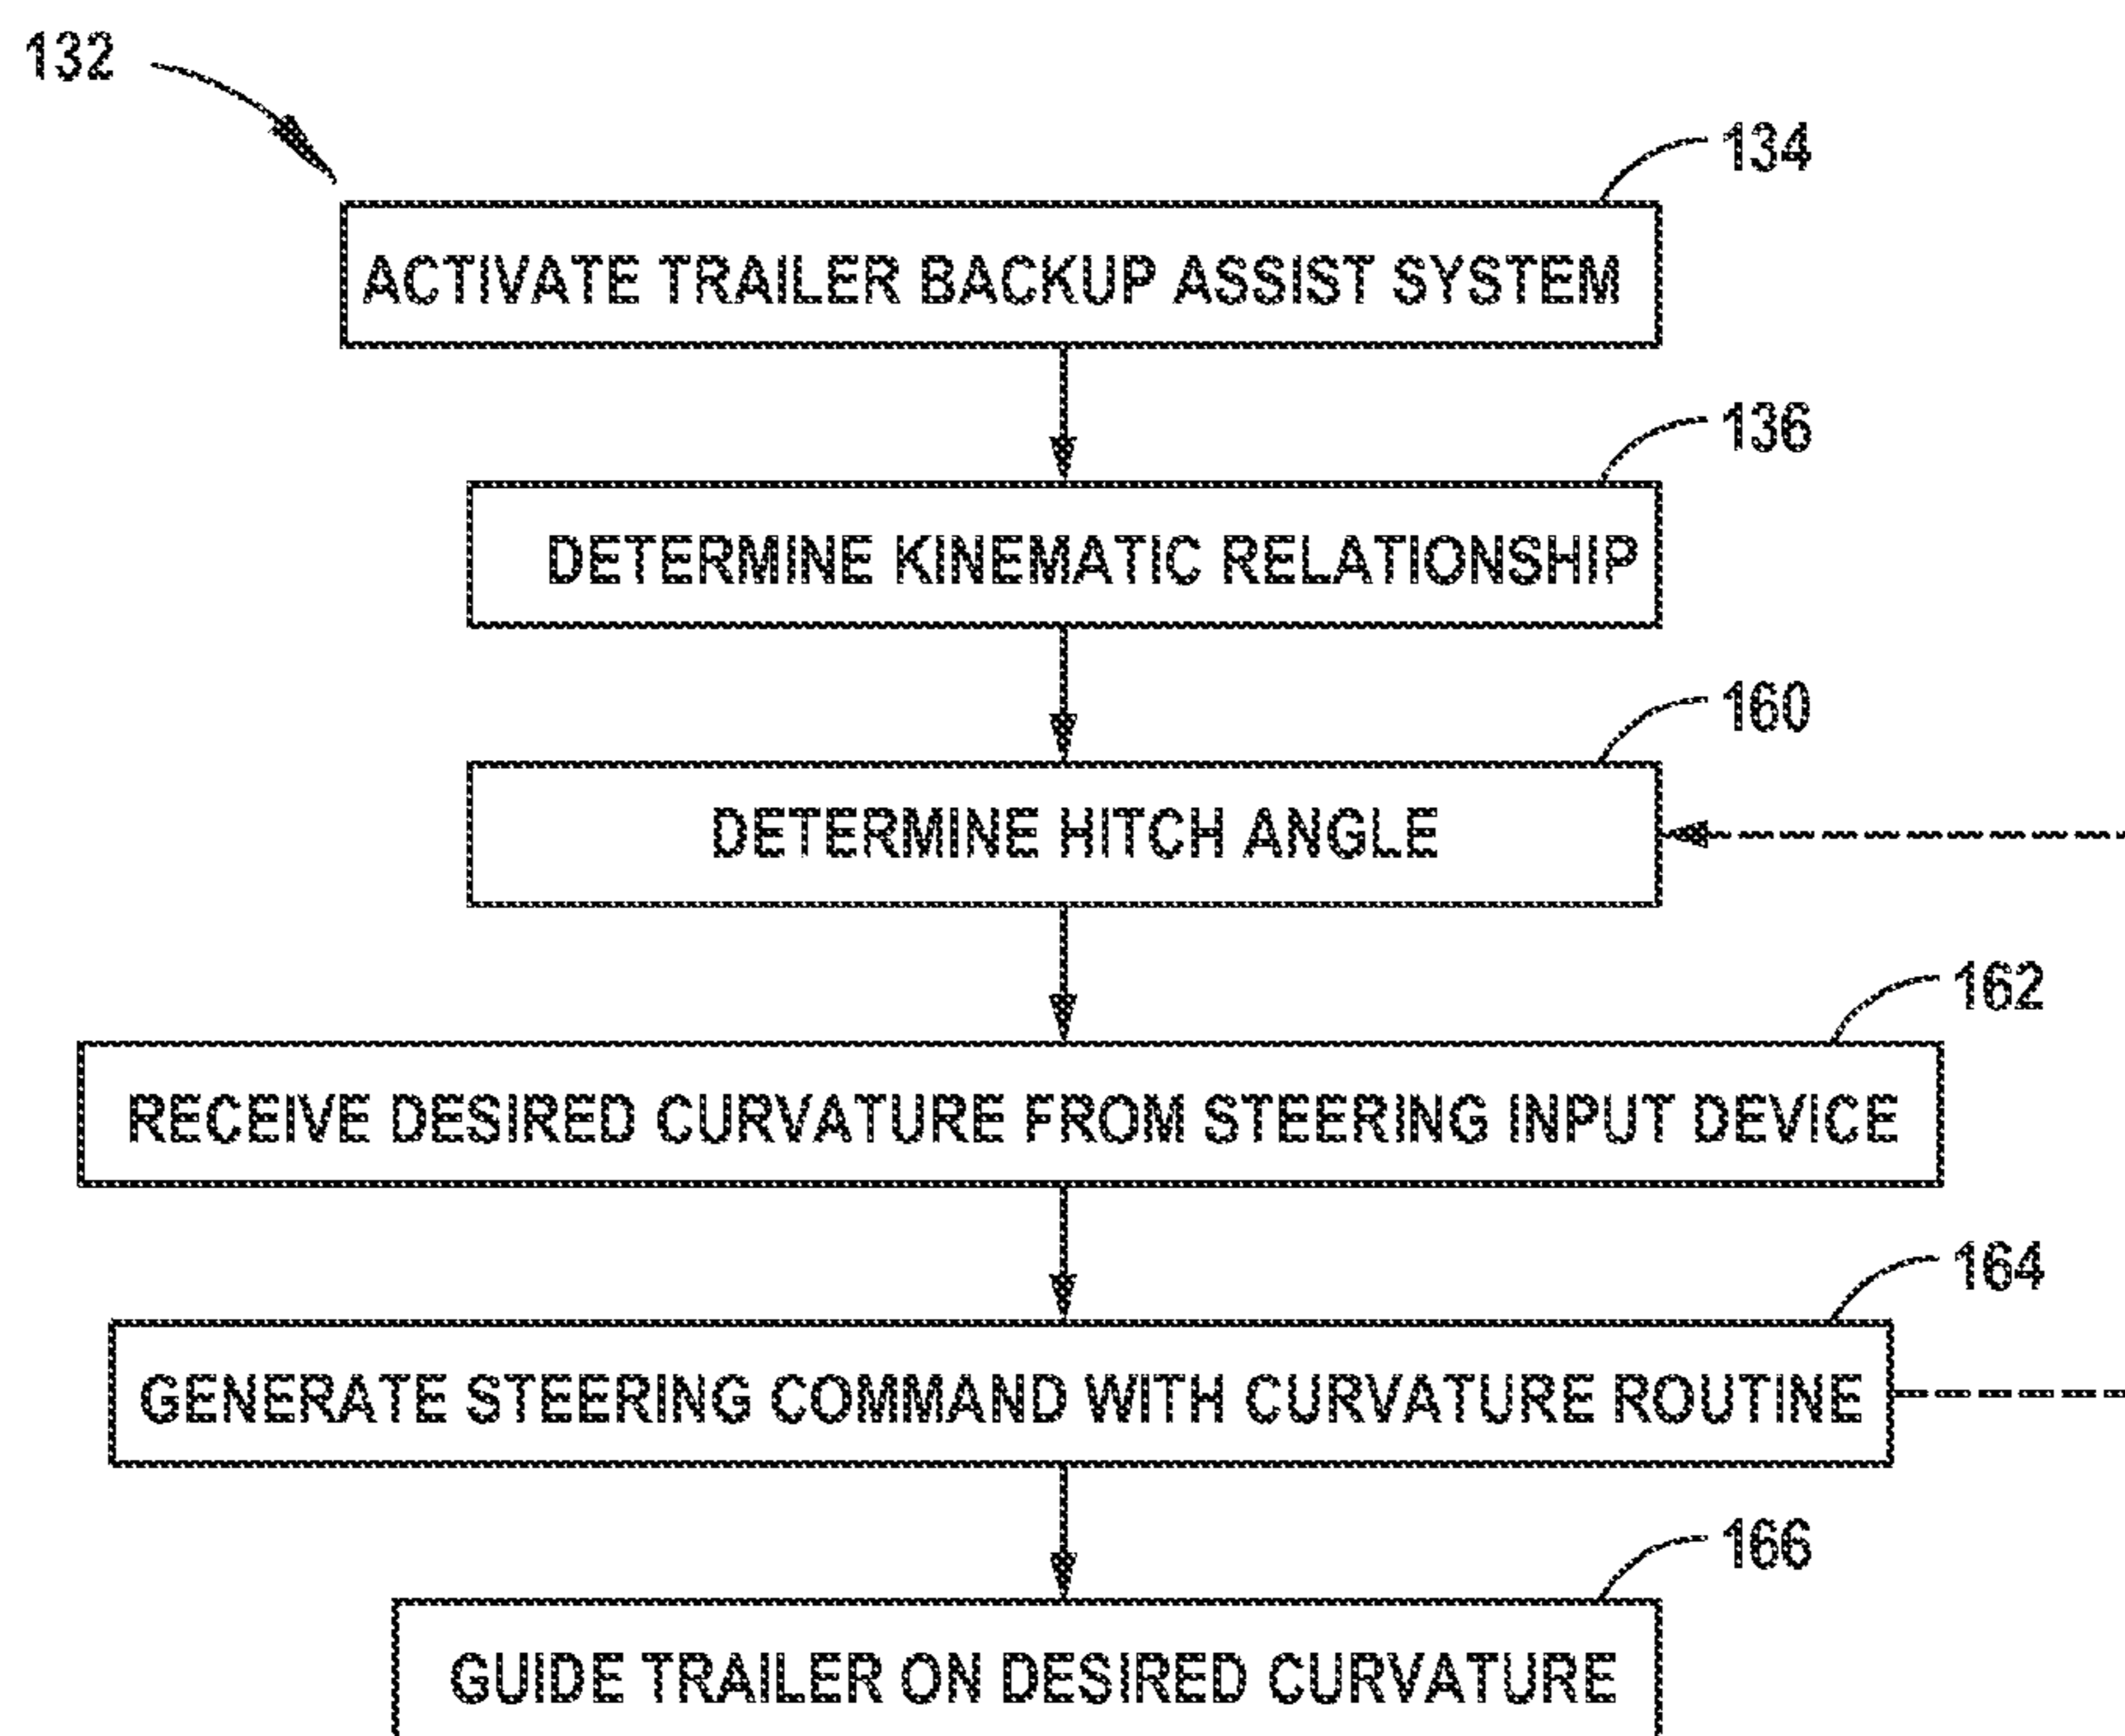 132
134
ACTIVATE TRAILER BACKUP ASSIST SYSTEM
136
DETERMINE KINEMATIC RELATIONSHIP
160
DETERMINE HITCH ANGLE
162
RECEIVE DESIRED CURVATURE FROM STEERING INPUT DEVICE
164
GENERATE STEERING COMMAND WITH CURVATURE ROUTINE
166
GUIDE TRAILER ON DESIRED CURVATURE